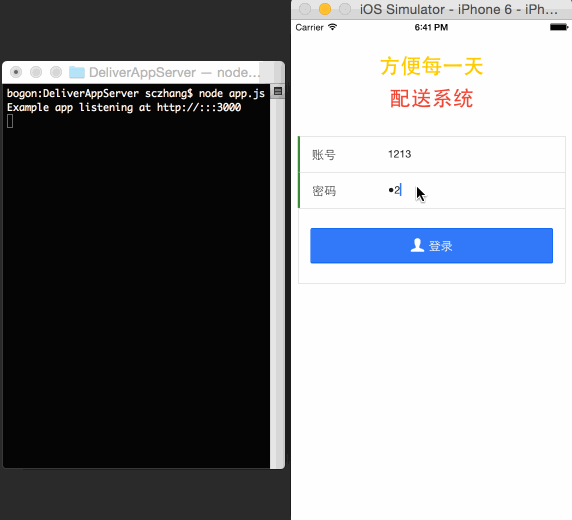 DeliverAppServer — node…
bogon:DeliverAppServer sczhang$ node app.js
Example app listening at http://:::3000
iOS Simulator - iPhone 6 - iPh…
Carrier 6:41 PM
方便每一天
配送系统
账号 1213
密码 •2
登录